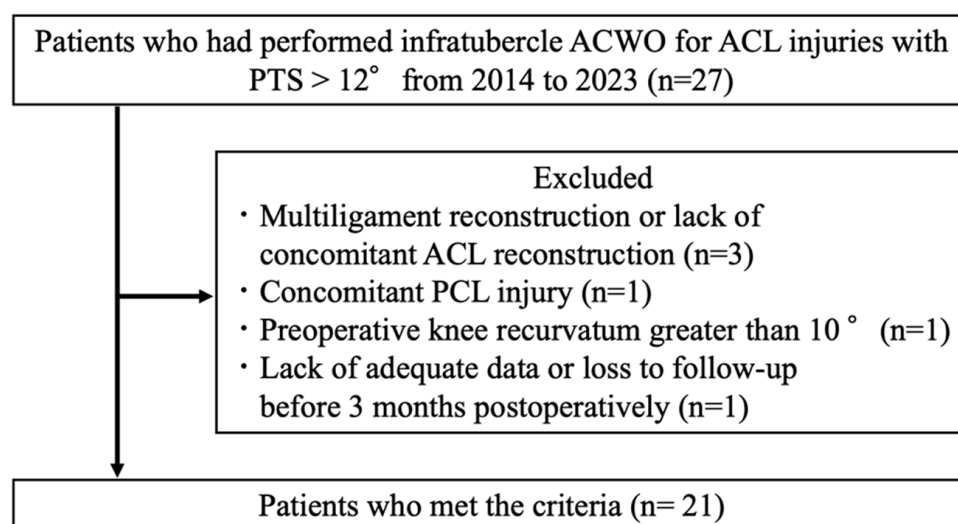 Patients who had performed infratubercle ACWO for ACL injuries with
PTS > 12° from 2014 to 2023 (n=27)
Excluded
・Multiligament reconstruction or lack of
concomitant ACL reconstruction (n=3)
・Concomitant PCL injury (n=1)
・Preoperative knee recurvatum greater than 10° (n=1)
・Lack of adequate data or loss to follow-up
before 3 months postoperatively (n=1)
Patients who met the criteria (n= 21)